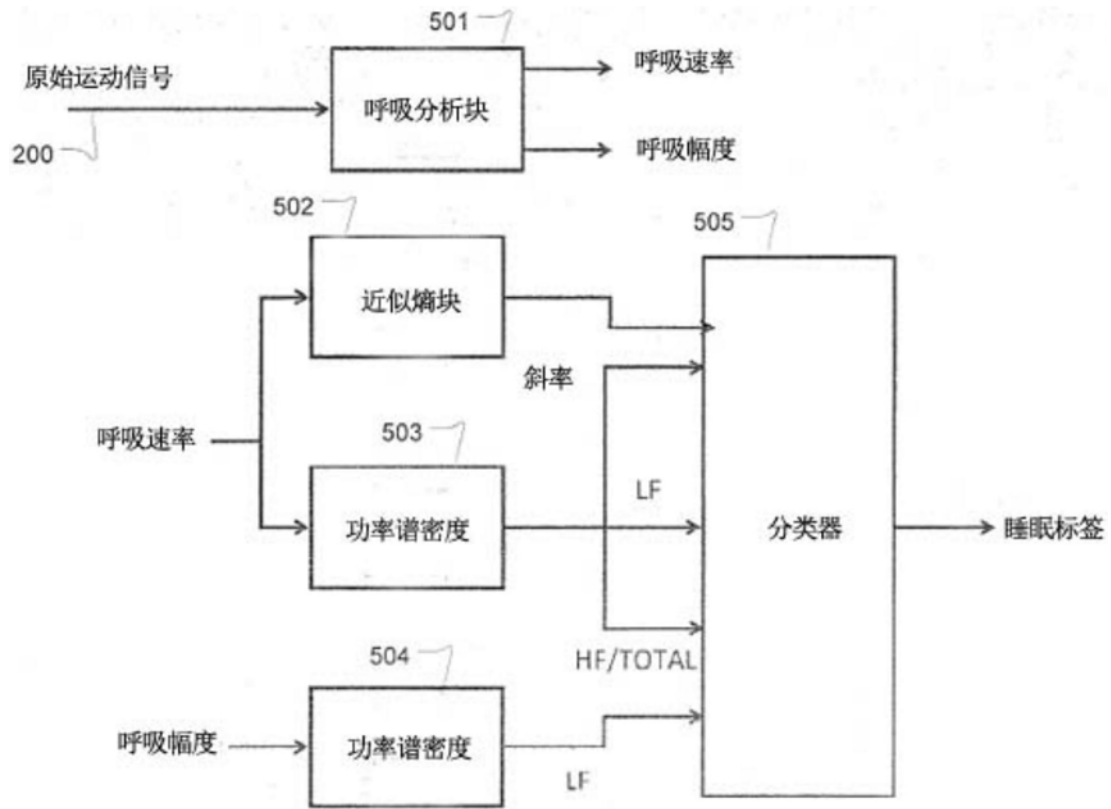 501
原始运动信号
呼吸分析块
呼吸速率
呼吸幅度
200
502
505
近似熵块
斜率
呼吸速率
503
LF
功率谱密度
分类器
睡眠标签
504
HF/TOTAL
呼吸幅度
功率谱密度
LF